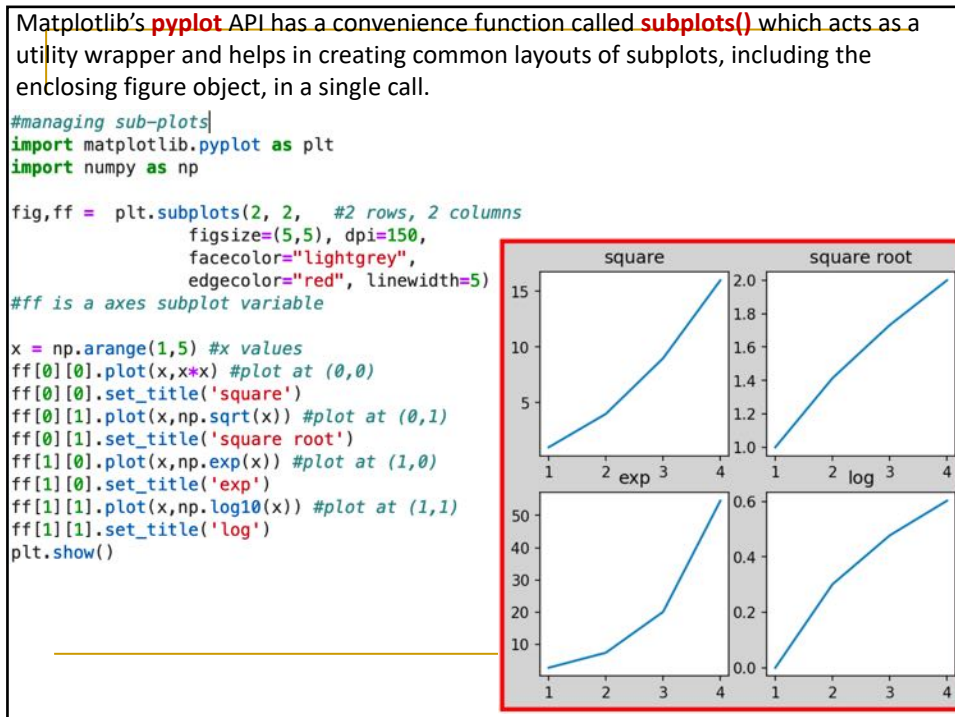 Matplotlib’s pyplot API has a convenience function called subplots() which acts as a
utility wrapper and helps in creating common layouts of subplots, including the
enclosing figure object, in a single call.
#managing sub-plots
import matplotlib.pyplot as plt
import numpy as np
fig,ff =  plt.subplots(2, 2,   #2 rows, 2 columns
                 figsize=(5,5), dpi=150,
                 facecolor="lightgrey",
                 edgecolor="red", linewidth=5)
#ff is a axes subplot variable
x = np.arange(1,5) #x values
ff[0][0].plot(x,x*x) #plot at (0,0)
ff[0][0].set_title('square')
ff[0][1].plot(x,np.sqrt(x)) #plot at (0,1)
ff[0][1].set_title('square root')
ff[1][0].plot(x,np.exp(x)) #plot at (1,0)
ff[1][0].set_title('exp')
ff[1][1].plot(x,np.log10(x)) #plot at (1,1)
ff[1][1].set_title('log')
plt.show()
square
15
10
5
1 2 3 4
square root
2.0
1.8
1.6
1.4
1.2
1.0
1 2 3 4
exp
50
40
30
20
10
1 2 3 4
log
0.6
0.4
0.2
0.0
1 2 3 4